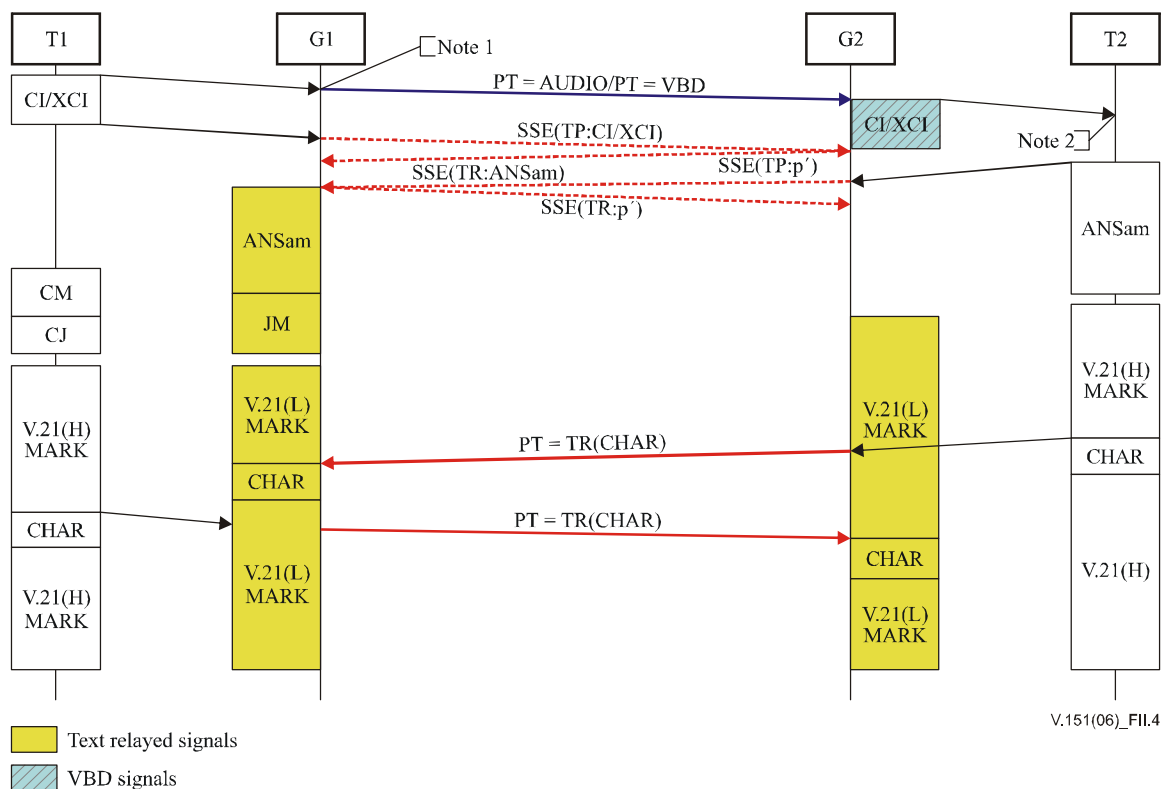 T1
G1
G2
T2
Note 1
CI/XCI
PT = AUDIO/PT = VBD
CI/XCI
SSE(TP:CI/XCI)
Note 2
SSE(TR:ANSam)
SSE(TP:p´)
SSE(TR:p´)
ANSam
ANSam
CM
CJ
JM
V.21(H)
MARK
V.21(L)
MARK
V.21(L)
MARK
V.21(H)
MARK
PT = TR(CHAR)
CHAR
CHAR
CHAR
PT = TR(CHAR)
CHAR
V.21(H)
MARK
V.21(L)
MARK
V.21(L)
MARK
V.21(H)
V.151(06)_FII.4
Text relayed signals
VBD signals